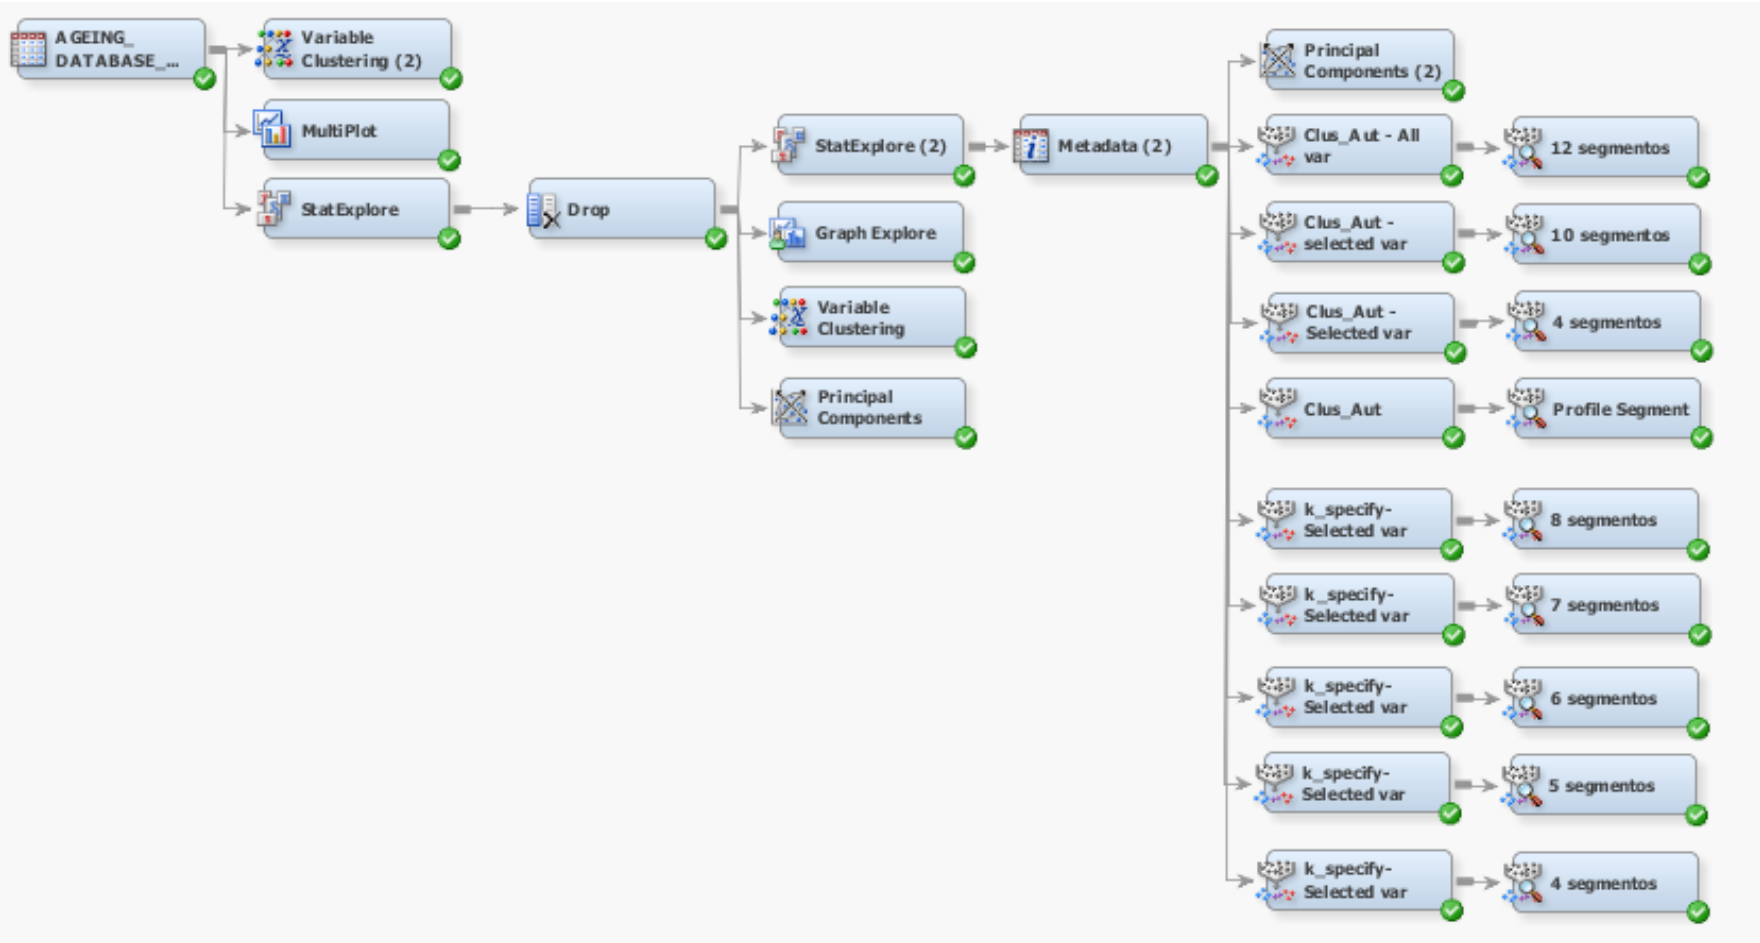 AGEING_
DATABASE_...
Variable
Clustering (2)
MultiPlot
StatExplore
Drop
StatExplore (2)
Graph Explore
Variable
Clustering
Principal
Components
Metadata (2)
Principal
Components (2)
Clus_Aut - All
var
12 segmentos
Clus_Aut -
selected var
10 segmentos
Clus_Aut -
Selected var
4 segmentos
Clus_Aut
Profile Segment
k_specify-
Selected var
8 segmentos
k_specify-
Selected var
7 segmentos
k_specify-
Selected var
6 segmentos
k_specify-
Selected var
5 segmentos
k_specify-
Selected var
4 segmentos